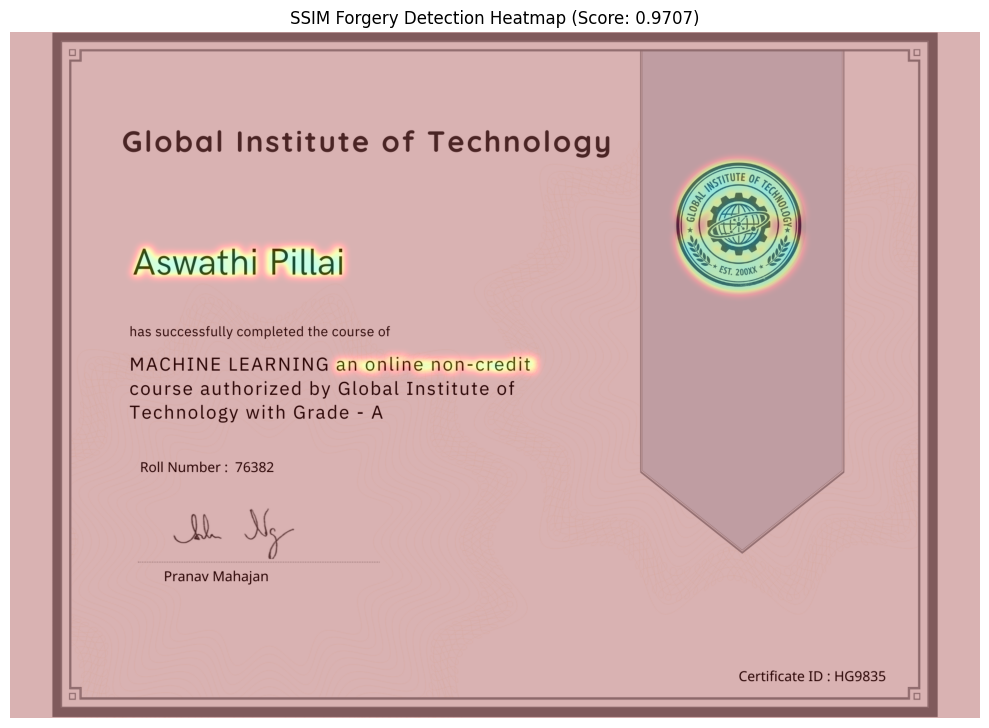 SSIM Forgery Detection Heatmap (Score: 0.9707)
Global Institute of Technology
GLOBAL INSTITUTE OF TECHNOLOGY
EST. 200XX
Aswathi Pillai
has successfully completed the course of
MACHINE LEARNING an online non-credit
course authorized by Global Institute of
Technology with Grade - A
Roll Number : 76382
Pranav Mahajan
Certificate ID : HG9835